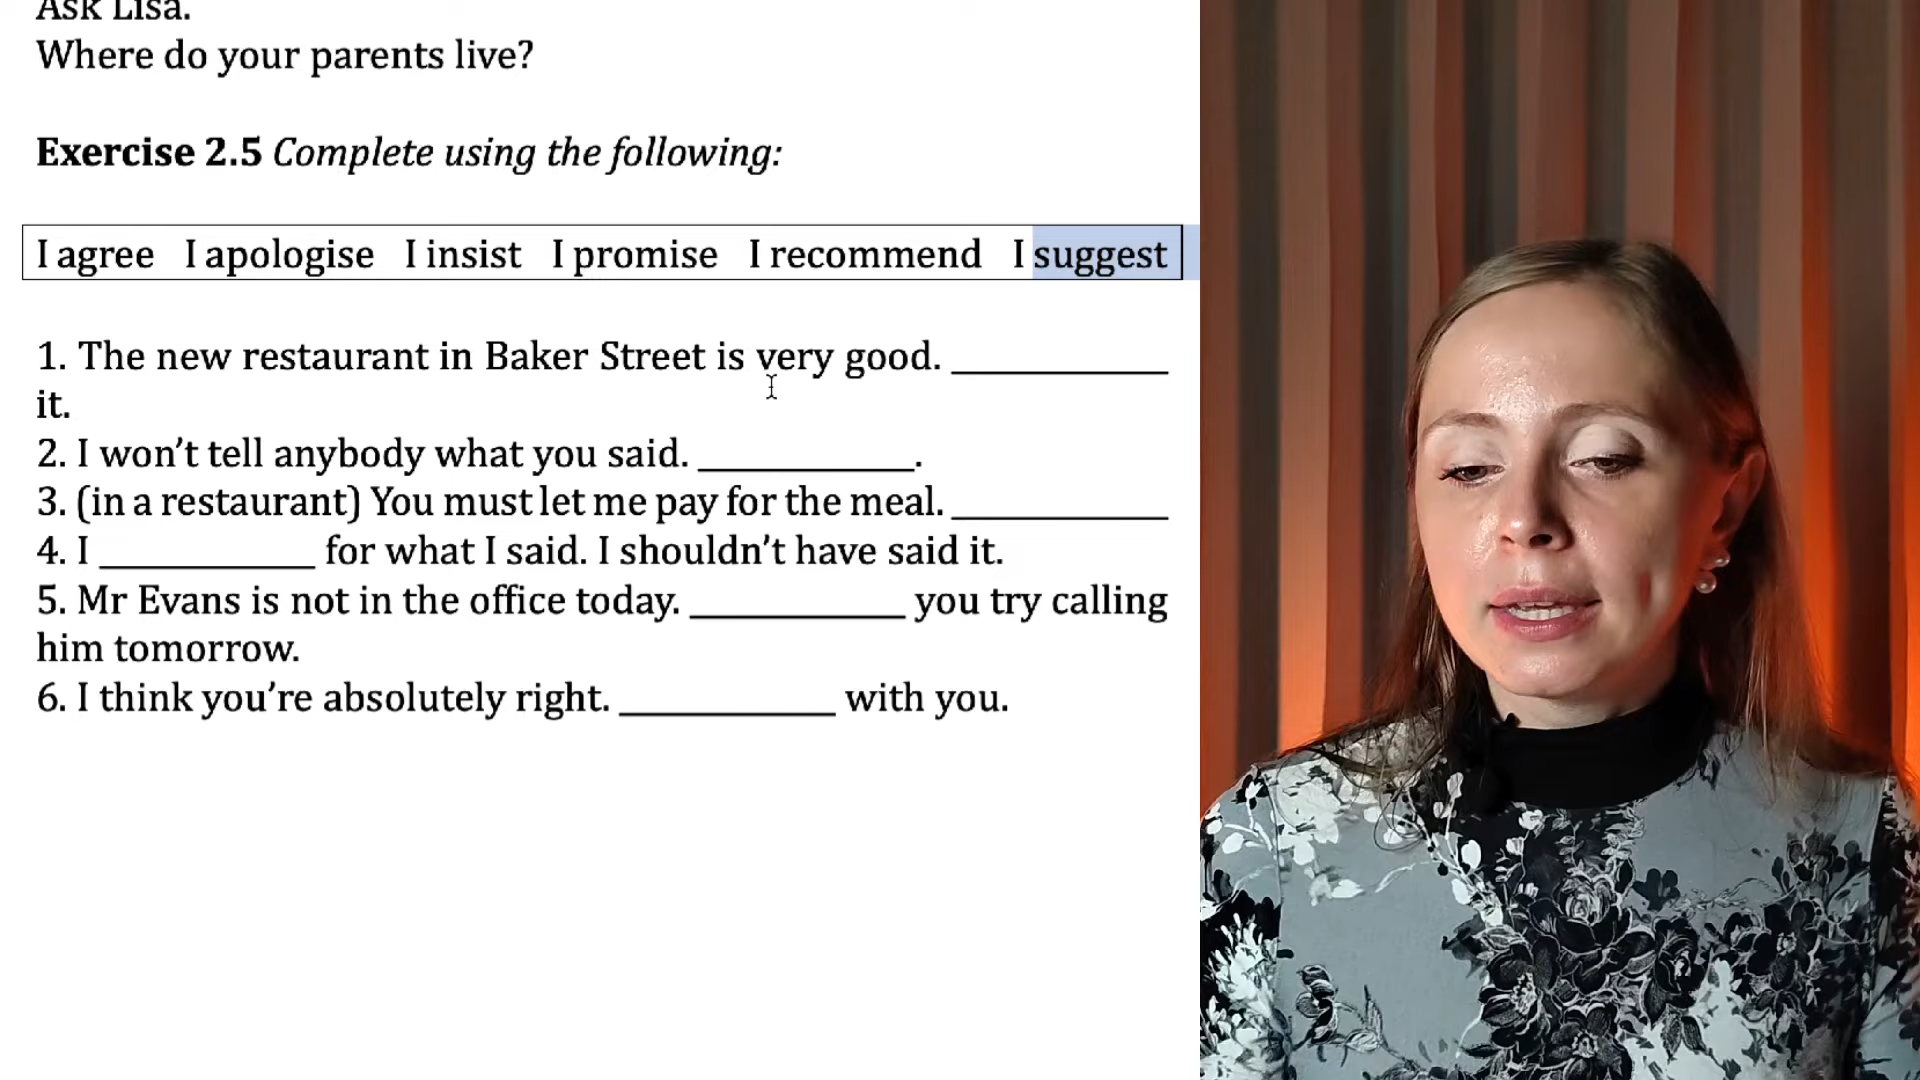 Ask Lisa.
Where do your parents live?
Exercise 2.5 Complete using the following:
I agree I apologise I insist I promise I recommend I suggest
1. The new restaurant in Baker Street is very good. ___________
it.
2. I won’t tell anybody what you said. ___________.
3. (in a restaurant) You must let me pay for the meal. ___________
4. I ___________ for what I said. I shouldn’t have said it.
5. Mr Evans is not in the office today. ___________ you try calling
him tomorrow.
6. I think you’re absolutely right. ___________ with you.